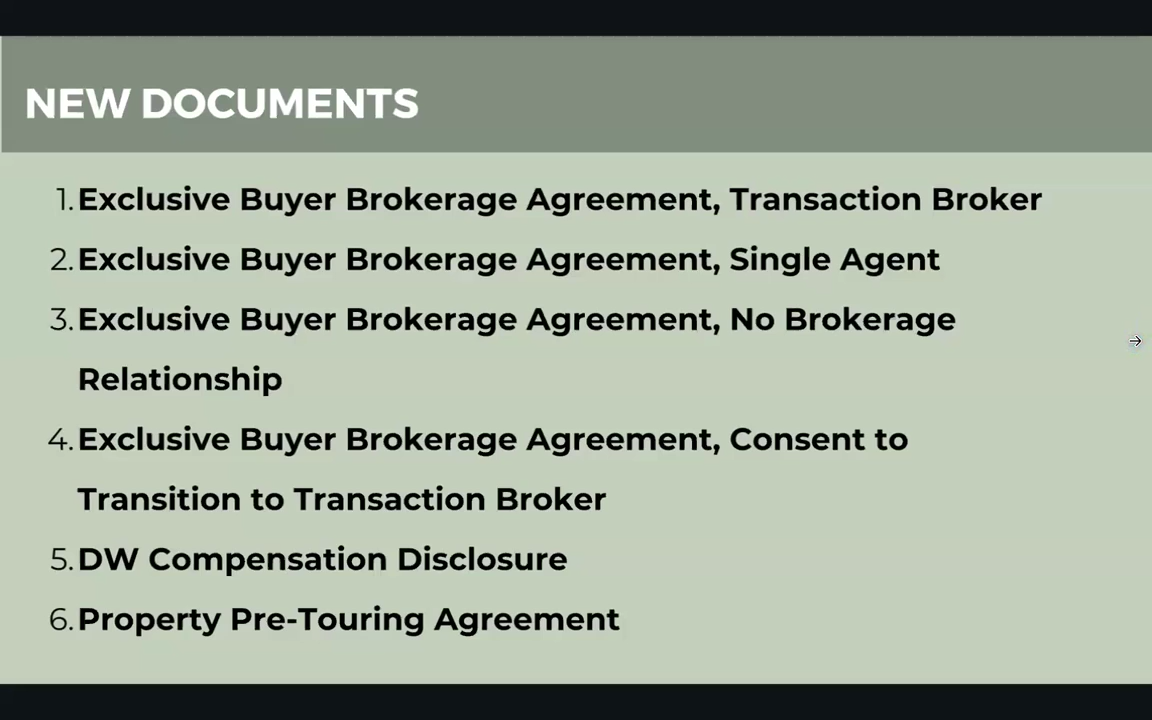 NEW DOCUMENTS
1. Exclusive Buyer Brokerage Agreement, Transaction Broker
2. Exclusive Buyer Brokerage Agreement, Single Agent
3. Exclusive Buyer Brokerage Agreement, No Brokerage
Relationship
4. Exclusive Buyer Brokerage Agreement, Consent to
Transition to Transaction Broker
5. DW Compensation Disclosure
6. Property Pre-Touring Agreement